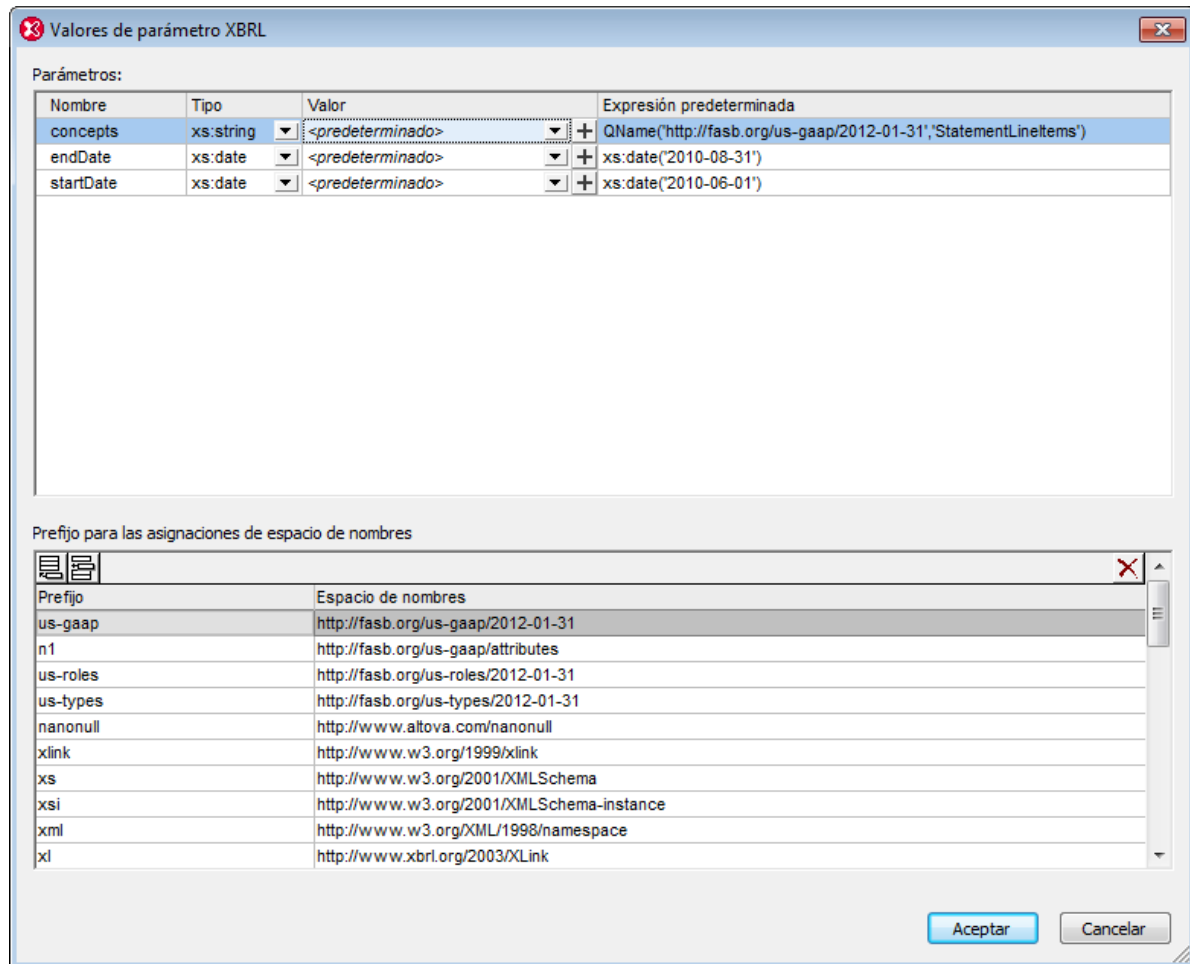 Valores de parámetro XBRL
Parámetros:
Nombre Tipo Valor Expresión predeterminada
concepts xs:string <predeterminado> QName('http://fasb.org/us-gaap/2012-01-31','StatementLineItems')
endDate xs:date <predeterminado> xs:date('2010-08-31')
startDate xs:date <predeterminado> xs:date('2010-06-01')
Prefijo para las asignaciones de espacio de nombres
Prefijo Espacio de nombres
us-gaap http://fasb.org/us-gaap/2012-01-31
n1 http://fasb.org/us-gaap/attributes
us-roles http://fasb.org/us-roles/2012-01-31
us-types http://fasb.org/us-types/2012-01-31
nanonull http://www.altova.com/nanonull
xlink http://www.w3.org/1999/xlink
xs http://www.w3.org/2001/XMLSchema
xsi http://www.w3.org/2001/XMLSchema-instance
xml http://www.w3.org/XML/1998/namespace
xl http://www.xbrl.org/2003/XLink
Aceptar Cancelar